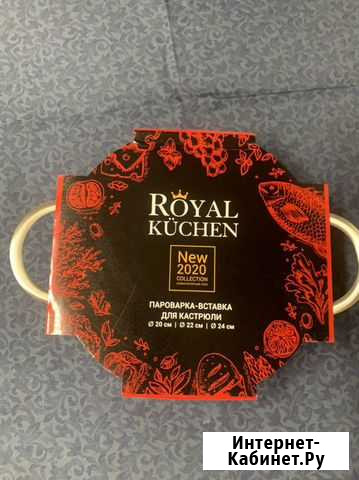 ROYAL
KÜCHEN
New
2020
COLLECTION
ПАРОВАРКА-ВСТАВКА
ДЛЯ КАСТРЮЛИ
Ø 20 см | Ø 22 см | Ø 24 см
Интернет-
Кабинет.Ру